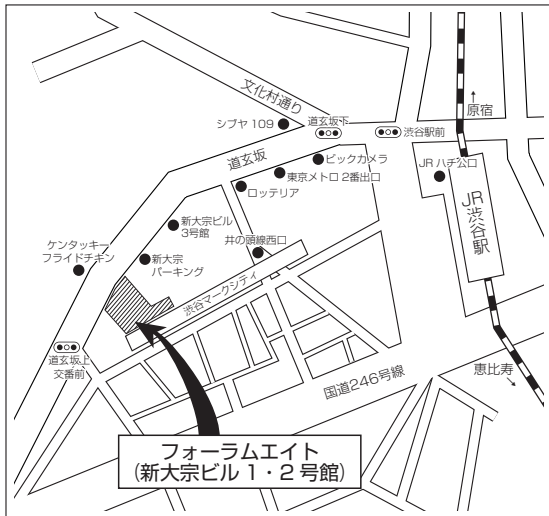 文化村通り
↑
原宿
シブヤ 109
道玄坂下
渋谷駅前
道玄坂
ビックカメラ
JR ハチ公口
東京メトロ 2番出口
ロッテリア
JR渋谷駅
新大宗ビル
3号館
井の頭線西口
ケンタッキー
フライドチキン
新大宗
パーキング
渋谷マークシティ
道玄坂上
交番前
恵比寿
↘
国道246号線
フォーラムエイト
(新大宗ビル 1・2 号館)